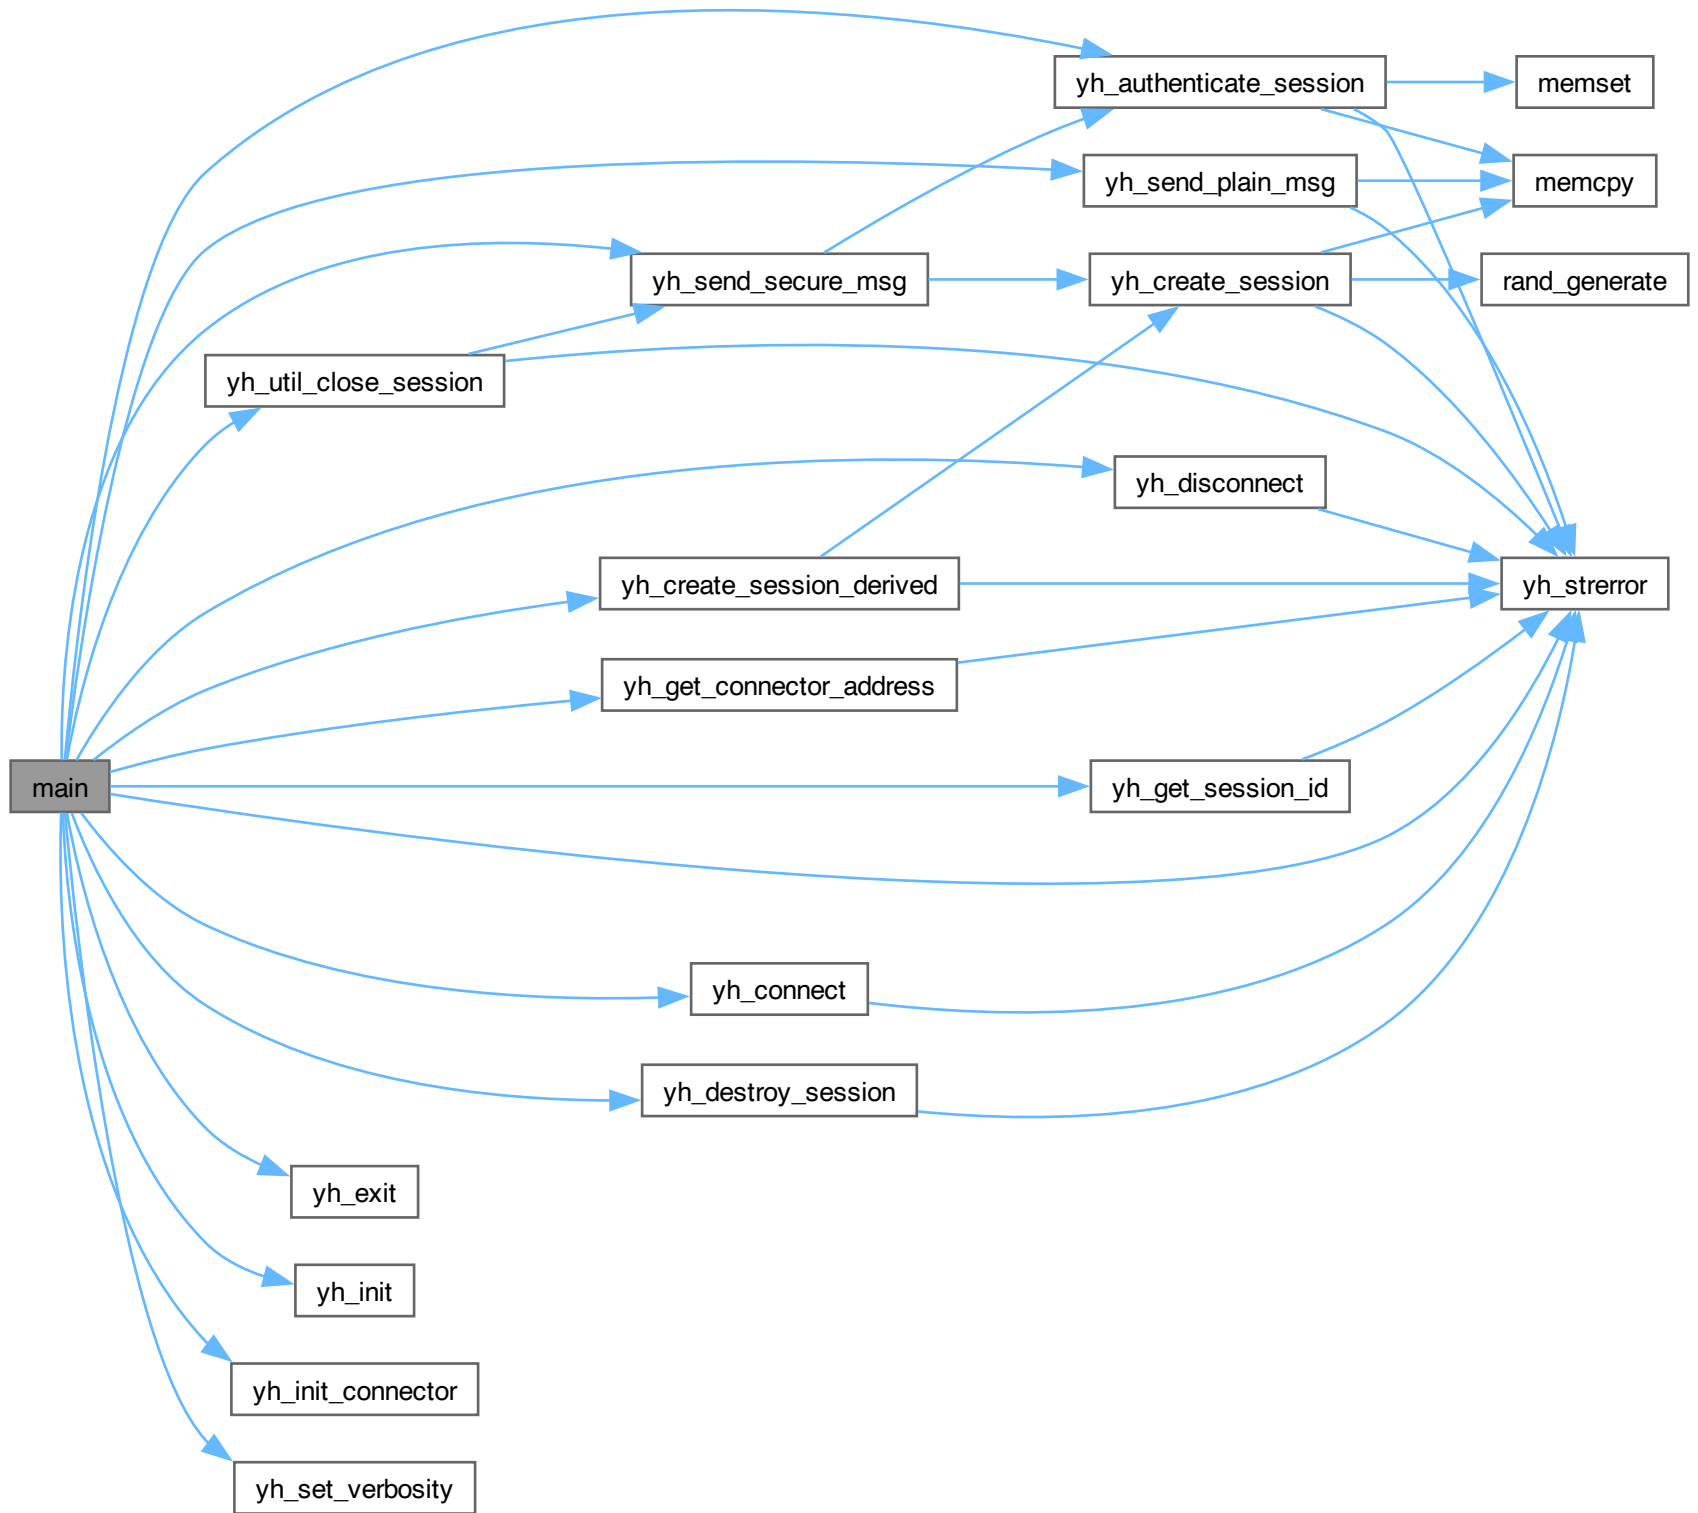 yh_authenticate_session
memset
yh_send_plain_msg
memcpy
yh_send_secure_msg
yh_create_session
rand_generate
yh_util_close_session
yh_disconnect
yh_create_session_derived
yh_strerror
yh_get_connector_address
main
yh_get_session_id
yh_connect
yh_destroy_session
yh_exit
yh_init
yh_init_connector
yh_set_verbosity